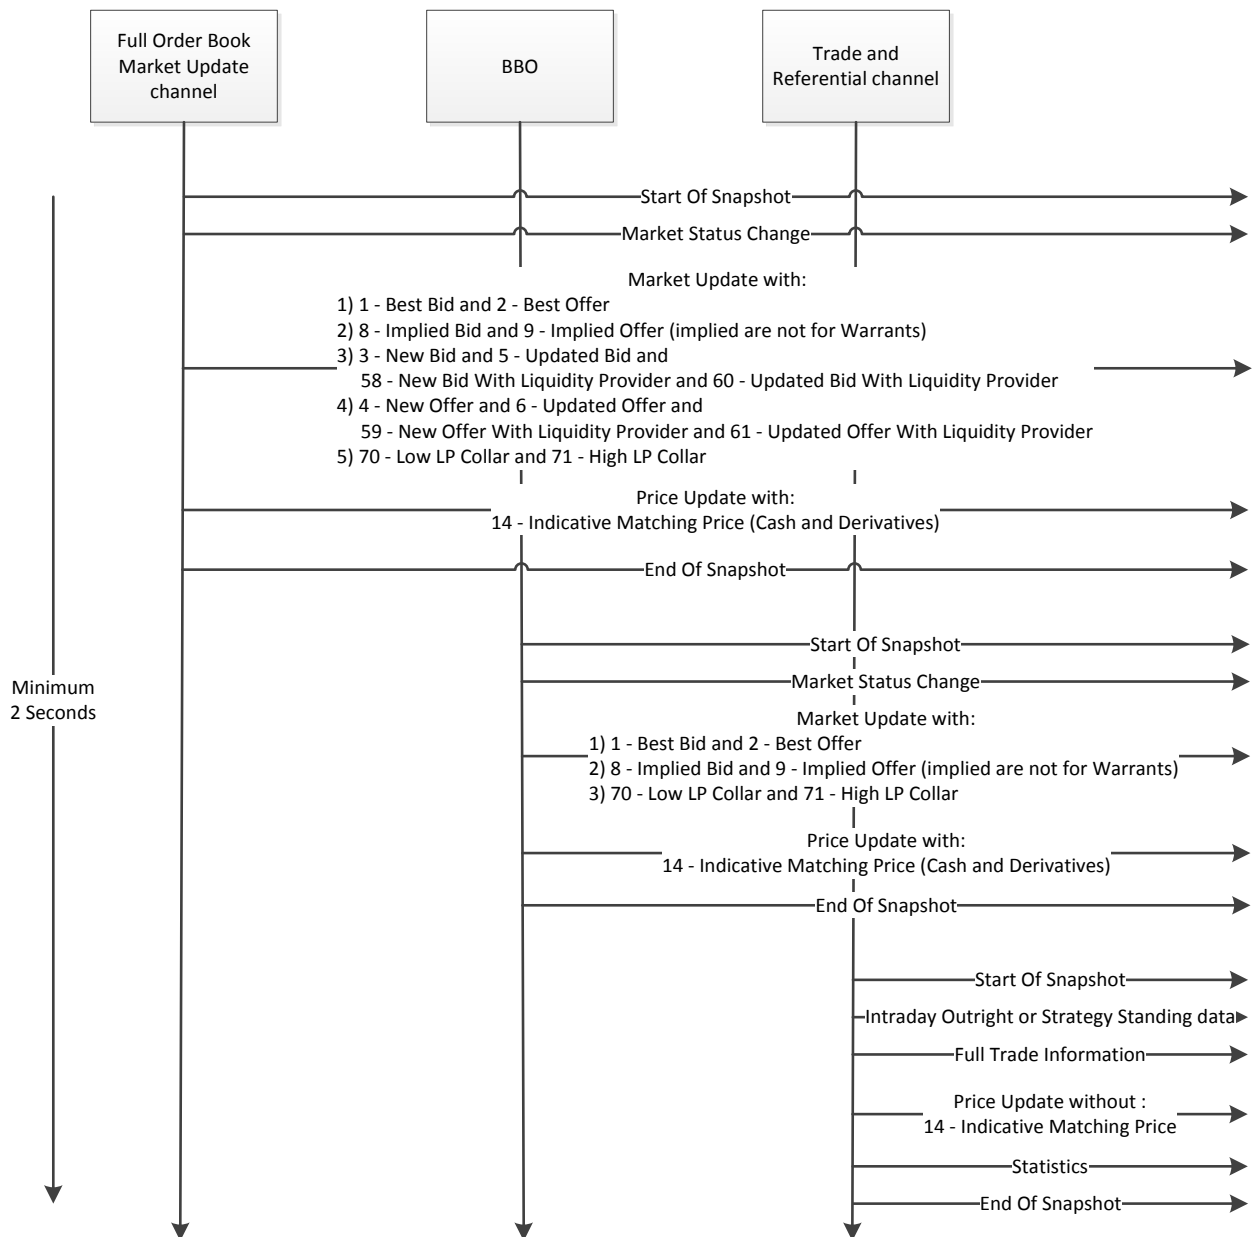 Full Order Book
Market Update
channel
BBO
Trade and
Referential channel
Start Of Snapshot
Market Status Change
Market Update with:
1) 1 - Best Bid and 2 - Best Offer
2) 8 - Implied Bid and 9 - Implied Offer (implied are not for Warrants)
3) 3 - New Bid and 5 - Updated Bid and
58 - New Bid With Liquidity Provider and 60 - Updated Bid With Liquidity Provider
4) 4 - New Offer and 6 - Updated Offer and
59 - New Offer With Liquidity Provider and 61 - Updated Offer With Liquidity Provider
5) 70 - Low LP Collar and 71 - High LP Collar
Price Update with:
14 - Indicative Matching Price (Cash and Derivatives)
End Of Snapshot
Start Of Snapshot
Minimum
2 Seconds
Market Status Change
Market Update with:
1) 1 - Best Bid and 2 - Best Offer
2) 8 - Implied Bid and 9 - Implied Offer (implied are not for Warrants)
3) 70 - Low LP Collar and 71 - High LP Collar
Price Update with:
14 - Indicative Matching Price (Cash and Derivatives)
End Of Snapshot
Start Of Snapshot
Intraday Outright or Strategy Standing data
Full Trade Information
Price Update without :
14 - Indicative Matching Price
Statistics
End Of Snapshot